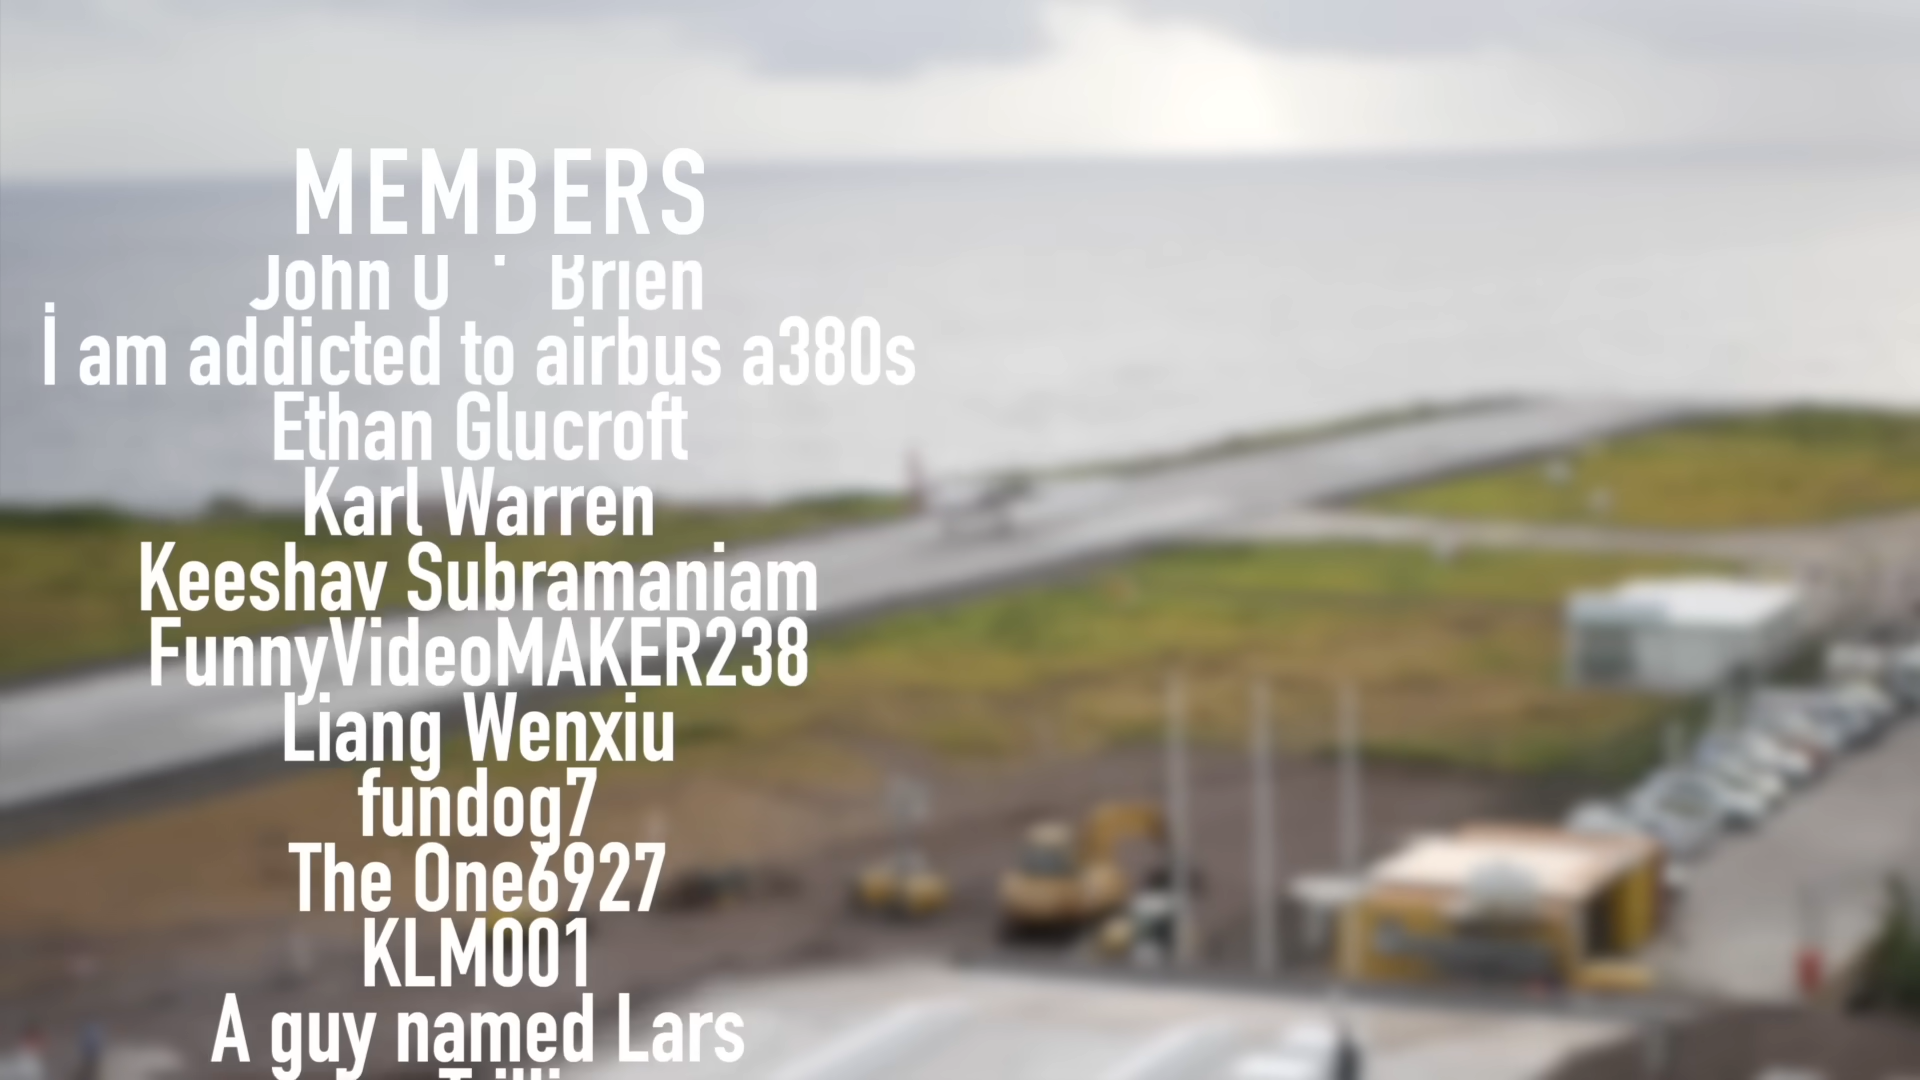 MEMBERS
John O ' Brien
İ am addicted to airbus a380s
Ethan Glucroft
Karl Warren
Keeshav Subramaniam
FunnyVideoMAKER238
Liang Wenxiu
fundog7
The One6927
KLM001
A guy named Lars